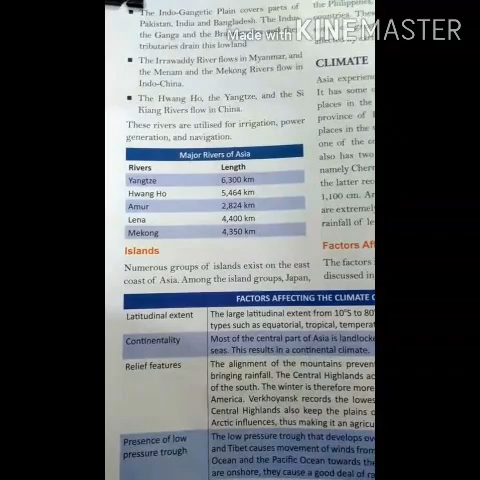 ▪ The Indo-Gangetic Plain covers parts of
Pakistan, India and Bangladesh. The Indus,
the Ganga and the
tributaries drain this lowland
▪ The Irrawaddy River flows in Myanmar, and
the Menam and the Mekong Rivers flow in
Indo-China.
▪ The Hwang Ho, the Yangtze, and the Si
Kiang Rivers flow in China.
These rivers are utilised for irrigation, power
generation, and navigation.
Major Rivers of Asia
Rivers Length
Yangtze 6,300 km
Hwang Ho 5,464 km
Amur 2,824 km
Lena 4,400 km
Mekong 4,350 km
Islands
Numerous groups of islands exist on the east
coast of Asia. Among the island groups, Japan,
the Philippines,
countries. These
Made with KINEMASTER
CLIMATE
Asia experien
It has some
places in the
province of
places in the
one of the
also has two
namely Cher
the latter rec
1,100 cm. Ar
are extremel
rainfall of le
Factors Af
The factors
discussed in
FACTORS AFFECTING THE CLIMATE
Latitudinal extent The large latitudinal extent from 10°S to 80°
types such as equatorial, tropical, temperat
Continentality Most of the central part of Asia is landlocke
seas. This results in a continental climate.
Relief features The alignment of the mountains preven
bringing rainfall. The Central Highlands ac
of the south. The winter is therefore more
America. Verkhoyansk records the lowes
Central Highlands also keep the plains
Arctic influences, thus making it an agricu
Presence of low The low pressure trough that develops ov
pressure trough and Tibet causes movement of winds from
Ocean and the Pacific Ocean towards the
are onshore, they cause a good deal of ra